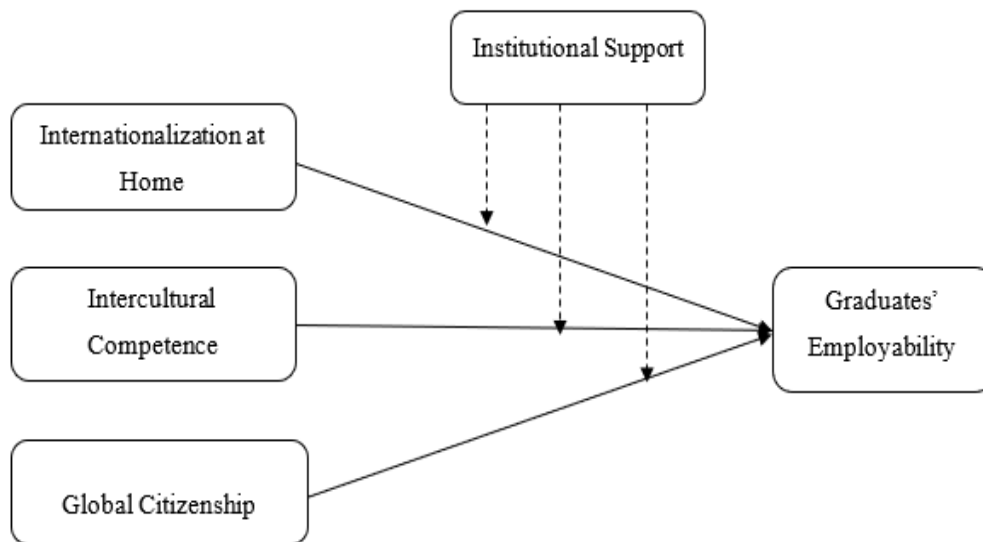 Institutional Support
Internationalization at
Home
Intercultural
Competence
Graduates’
Employability
Global Citizenship